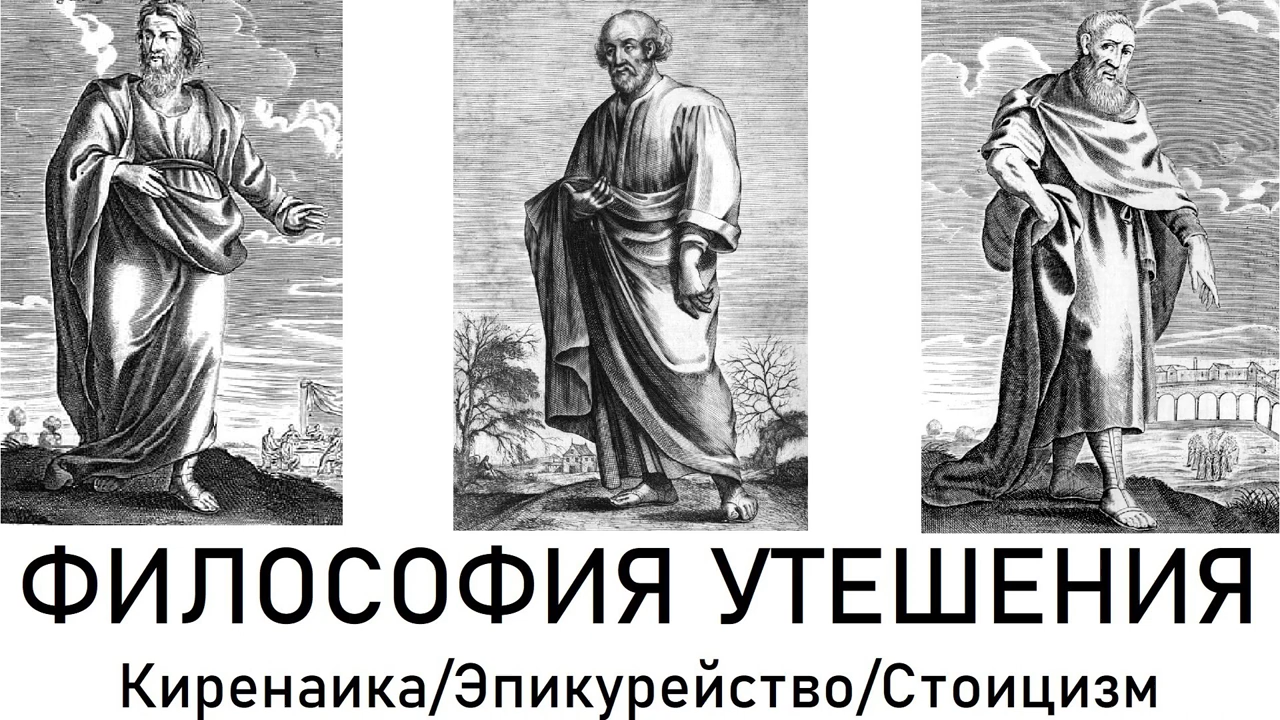 ФИЛОСОФИЯ УТЕШЕНИЯ
Киренаика/Эпикурейство/Стоицизм